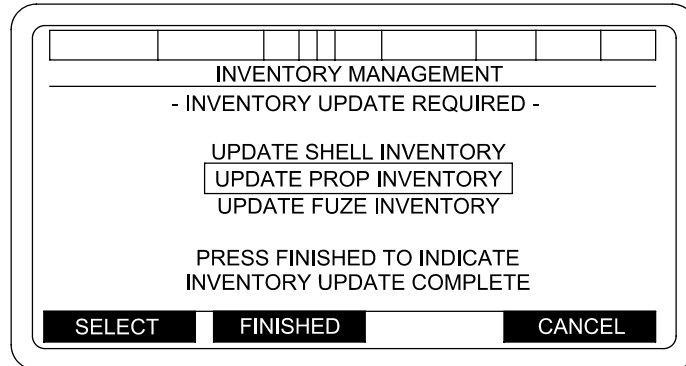 INVENTORY MANAGEMENT
- INVENTORY UPDATE REQUIRED -
UPDATE SHELL INVENTORY
UPDATE PROP INVENTORY
UPDATE FUZE INVENTORY
PRESS FINISHED TO INDICATE
INVENTORY UPDATE COMPLETE
SELECT FINISHED CANCEL